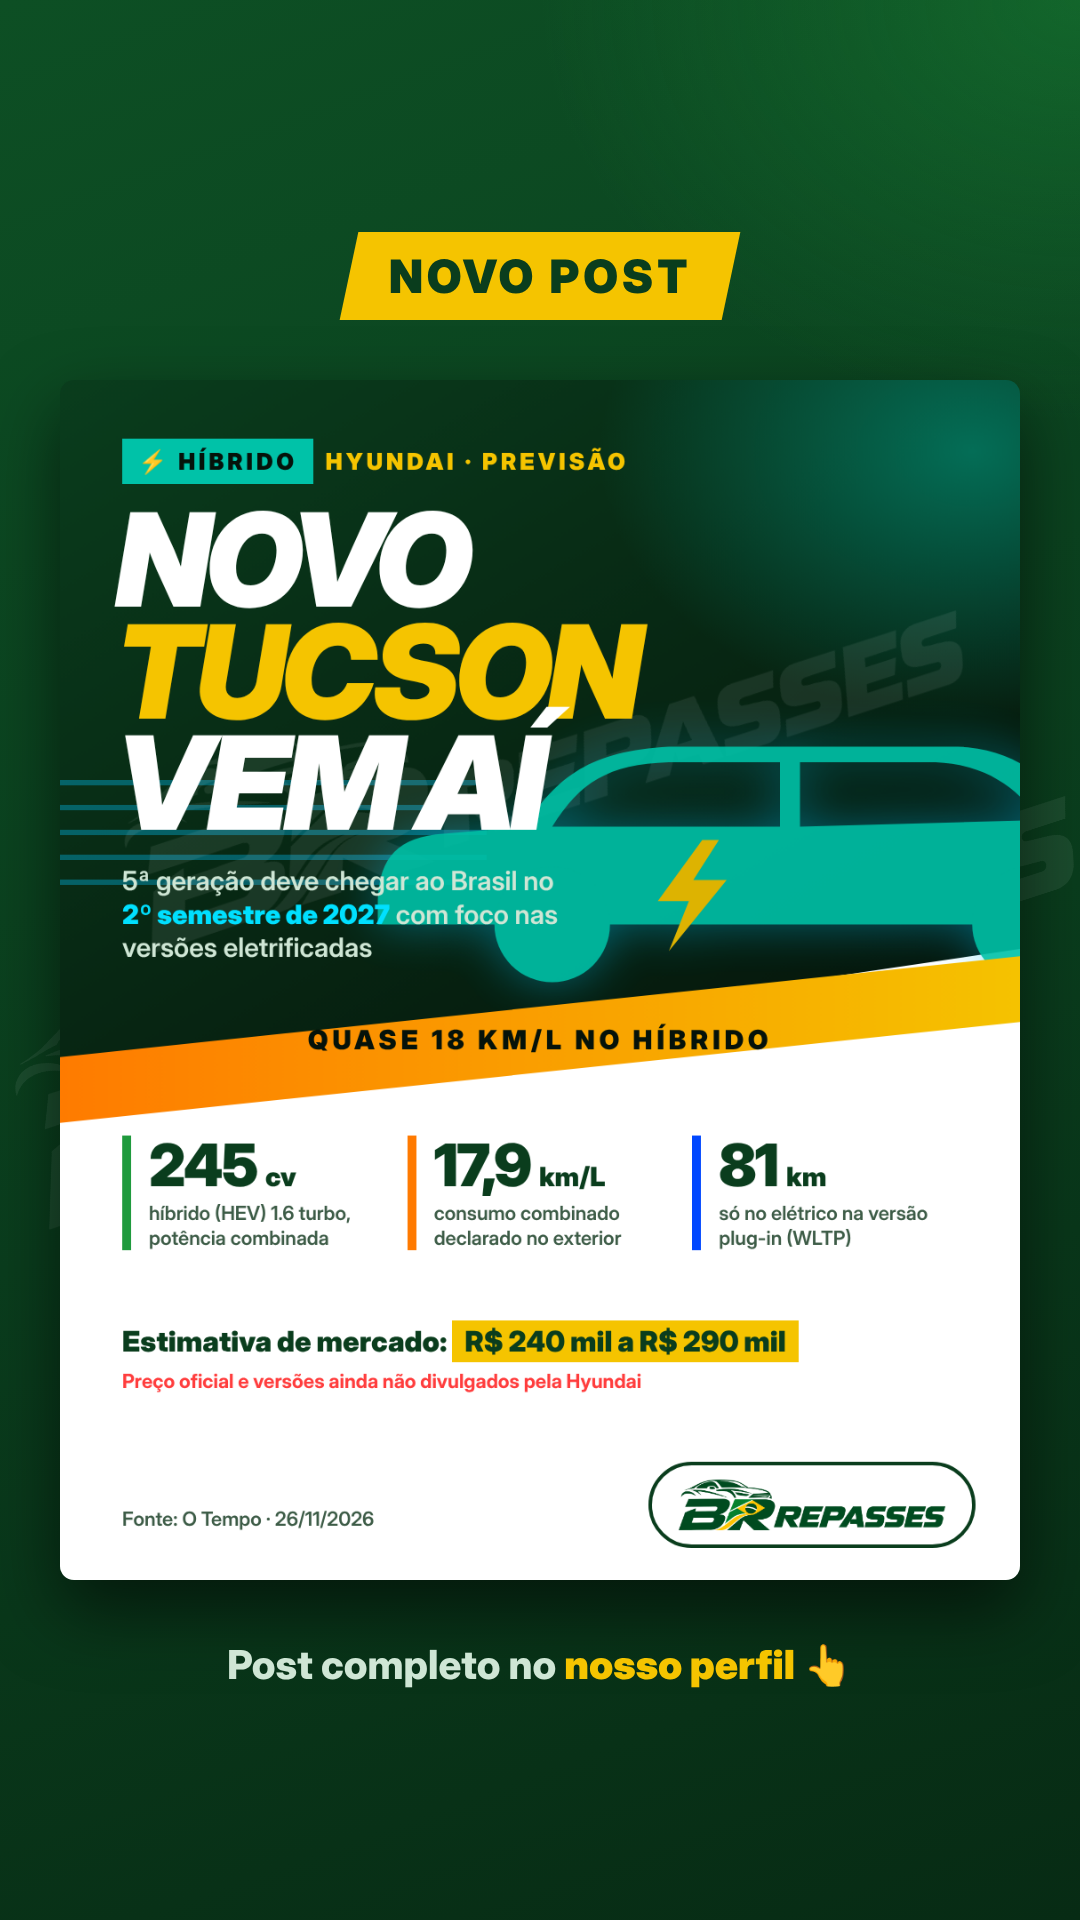 NOVO POST
⚡ HÍBRIDO HYUNDAI · PREVISÃO
NOVO
TUCSON
VEM AÍ
5ª geração deve chegar ao Brasil no
2º semestre de 2027 com foco nas
versões eletrificadas
QUASE 18 KM/L NO HÍBRIDO
245 cv
híbrido (HEV) 1.6 turbo,
potência combinada
17,9 km/L
consumo combinado
declarado no exterior
81 km
só no elétrico na versão
plug-in (WLTP)
Estimativa de mercado: R$ 240 mil a R$ 290 mil
Preço oficial e versões ainda não divulgados pela Hyundai
Fonte: O Tempo · 26/11/2026
BR REPASSES
Post completo no nosso perfil 👆